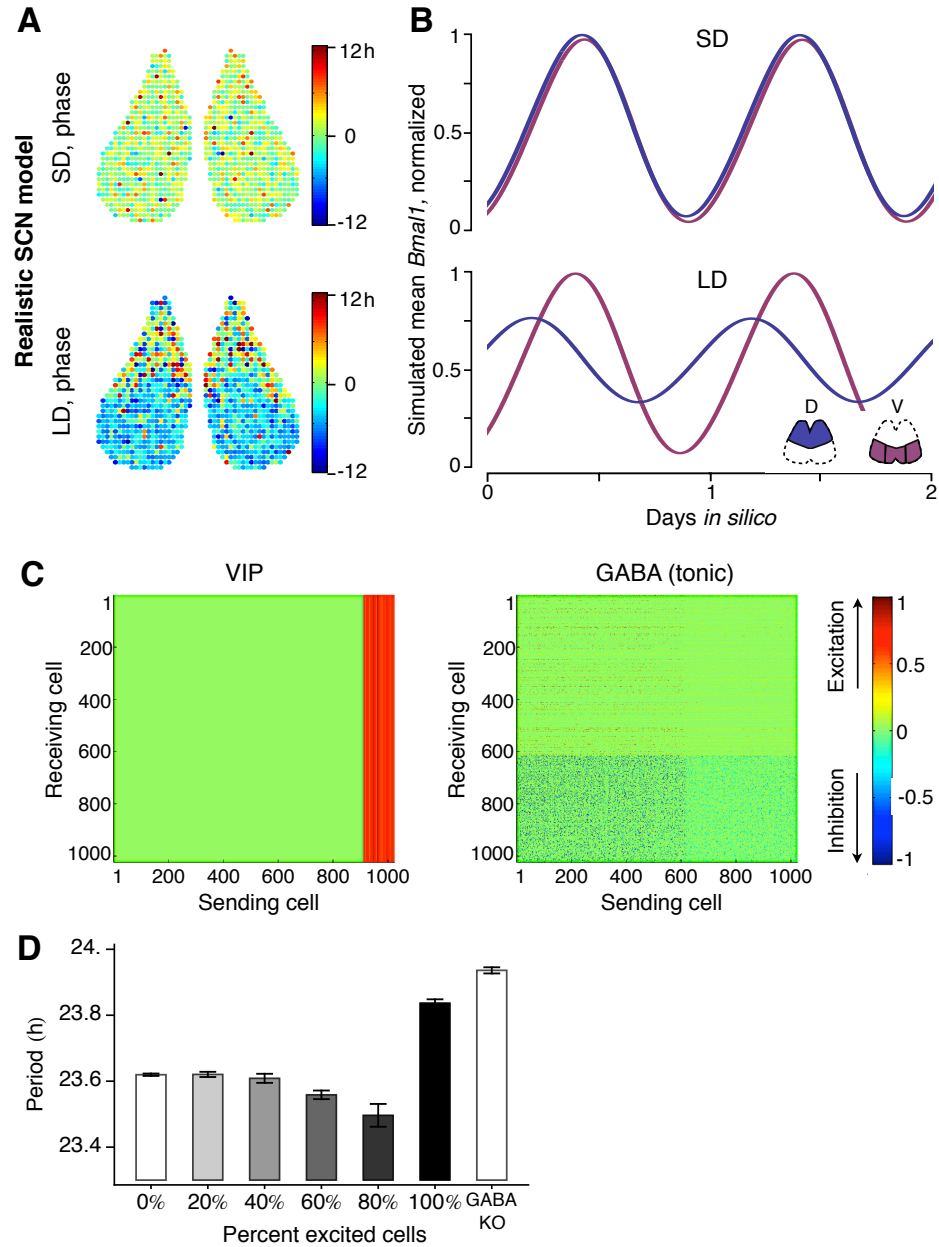 A
Realistic SCN model
SD, phase
12h
0
-12
LD, phase
12h
0
-12
B
Simulated mean Bmal1, normalized
SD
1
0.5
0
LD
1
0.5
0
D
V
0
1
2
Days in silico
C
VIP
Receiving cell
1
200
400
600
800
1000
1 200 400 600 800 1000
Sending cell
GABA (tonic)
Receiving cell
1
200
400
600
800
1000
1 200 400 600 800 1000
Sending cell
Excitation
Inhibition
1
0.5
0
-0.5
-1
D
Period (h)
24.
23.8
23.6
23.4
0% 20% 40% 60% 80% 100% GABA
KO
Percent excited cells